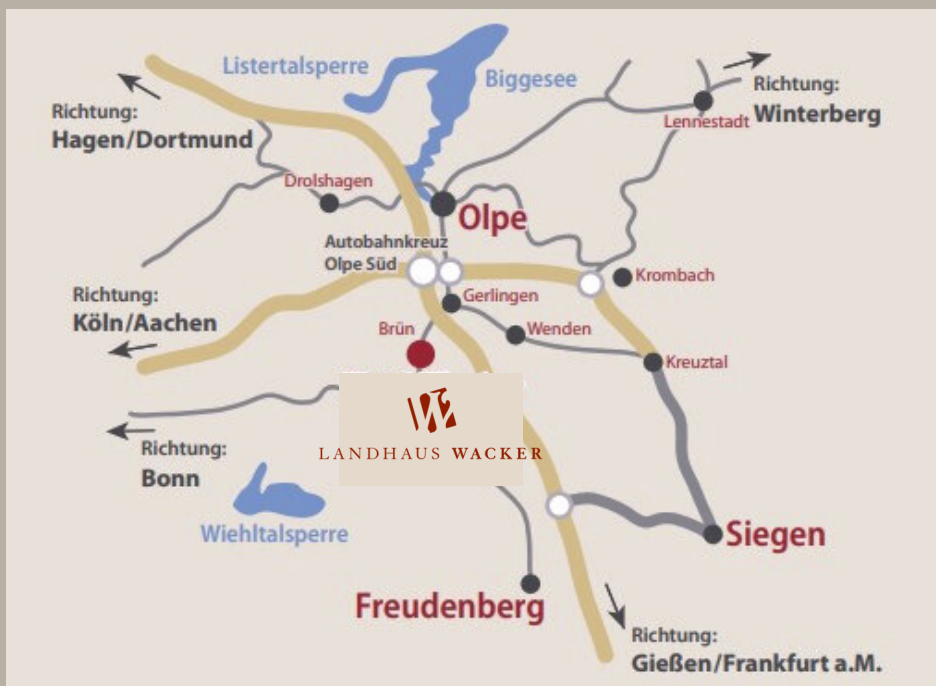 Listertalsperre
Biggesee
Richtung:
Hagen/Dortmund
Richtung:
Winterberg
Lennestadt
Drolshagen
Olpe
Autobahnkreuz
Olpe Süd
Krombach
Richtung:
Köln/Aachen
Gerlingen
Brün
Wenden
Kreuztal
LANDHAUS WACKER
Richtung:
Bonn
Wiehltalsperre
Siegen
Freudenberg
Richtung:
Gießen/Frankfurt a.M.